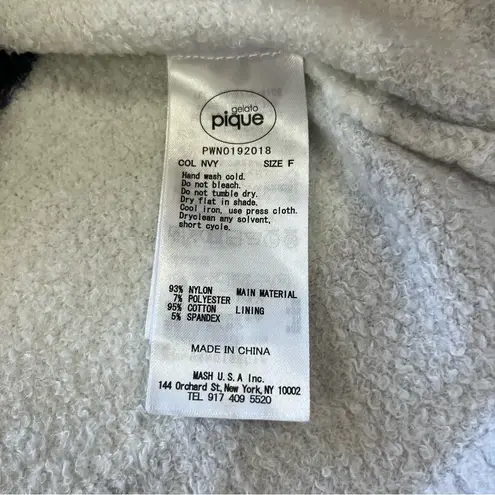 gelato
pique
PWNO192018
COL NVY SIZE F
Hand wash cold.
Do not bleach.
Do not tumble dry.
Dry flat in shade.
Cool iron, use press cloth.
Dryclean any solvent,
short cycle.
93% NYLON MAIN MATERIAL
7% POLYESTER
95% COTTON LINING
5% SPANDEX
MADE IN CHINA
MASH U.S.A Inc.
144 Orchard St, New York, NY 10002
TEL 917 409 5520